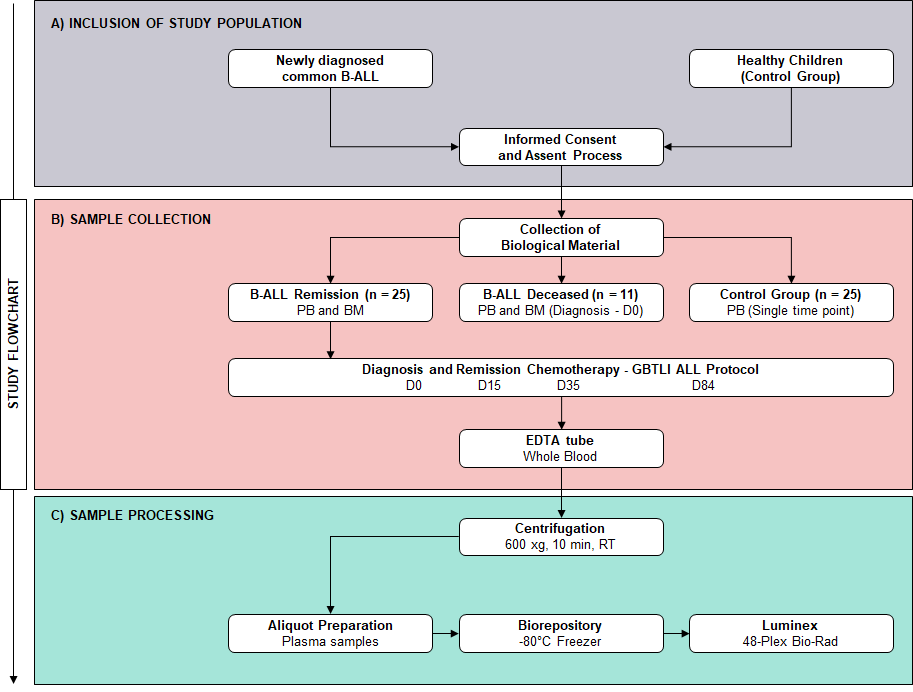 A) INCLUSION OF STUDY POPULATION
Newly diagnosed
common B-ALL
Healthy Children
(Control Group)
Informed Consent
and Assent Process
STUDY FLOWCHART
B) SAMPLE COLLECTION
Collection of
Biological Material
B-ALL Remission (n = 25)
PB and BM
B-ALL Deceased (n = 11)
PB and BM (Diagnosis - D0)
Control Group (n = 25)
PB (Single time point)
Diagnosis and Remission Chemotherapy - GBTLI ALL Protocol
D0 D15 D35 D84
EDTA tube
Whole Blood
C) SAMPLE PROCESSING
Centrifugation
600 xg, 10 min, RT
Aliquot Preparation
Plasma samples
Biorepository
-80°C Freezer
Luminex
48-Plex Bio-Rad